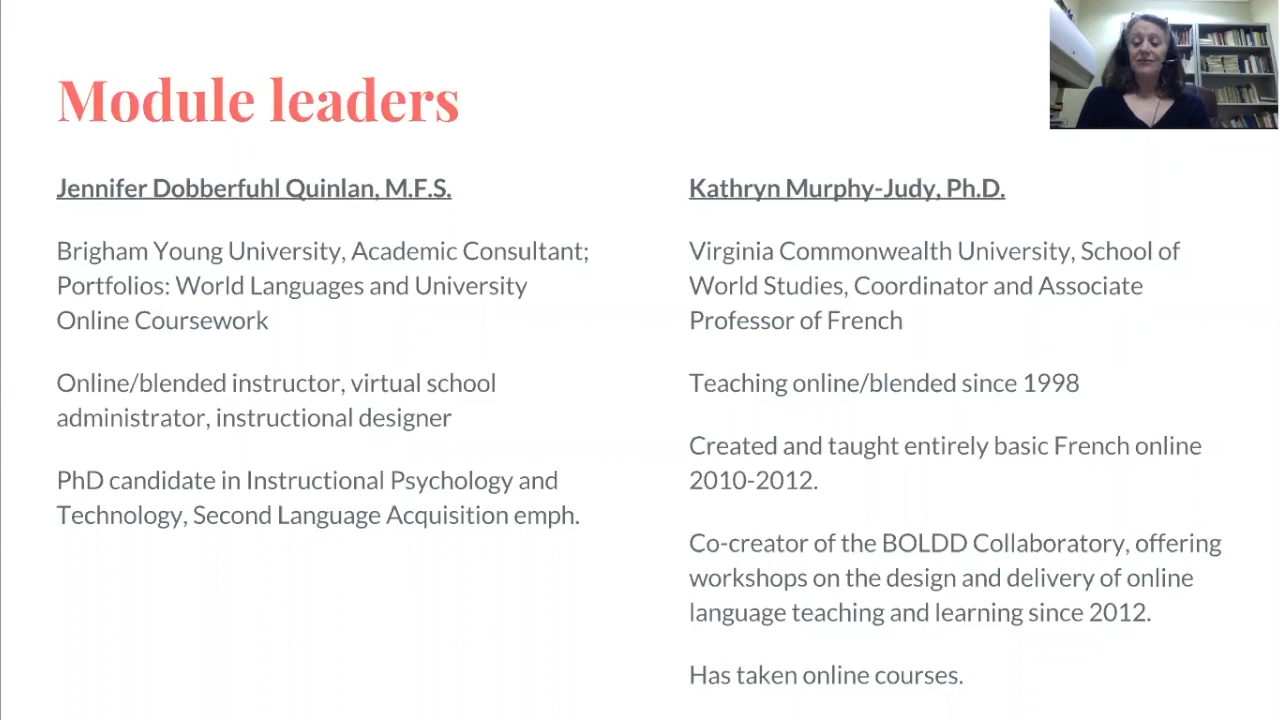 Module leaders
Jennifer Dobberfuhl Quinlan, M.F.S.
Brigham Young University, Academic Consultant;
Portfolios: World Languages and University
Online Coursework
Online/blended instructor, virtual school
administrator, instructional designer
PhD candidate in Instructional Psychology and
Technology, Second Language Acquisition emph.
Kathryn Murphy-Judy, Ph.D.
Virginia Commonwealth University, School of
World Studies, Coordinator and Associate
Professor of French
Teaching online/blended since 1998
Created and taught entirely basic French online
2010-2012.
Co-creator of the BOLDD Collaboratory, offering
workshops on the design and delivery of online
language teaching and learning since 2012.
Has taken online courses.